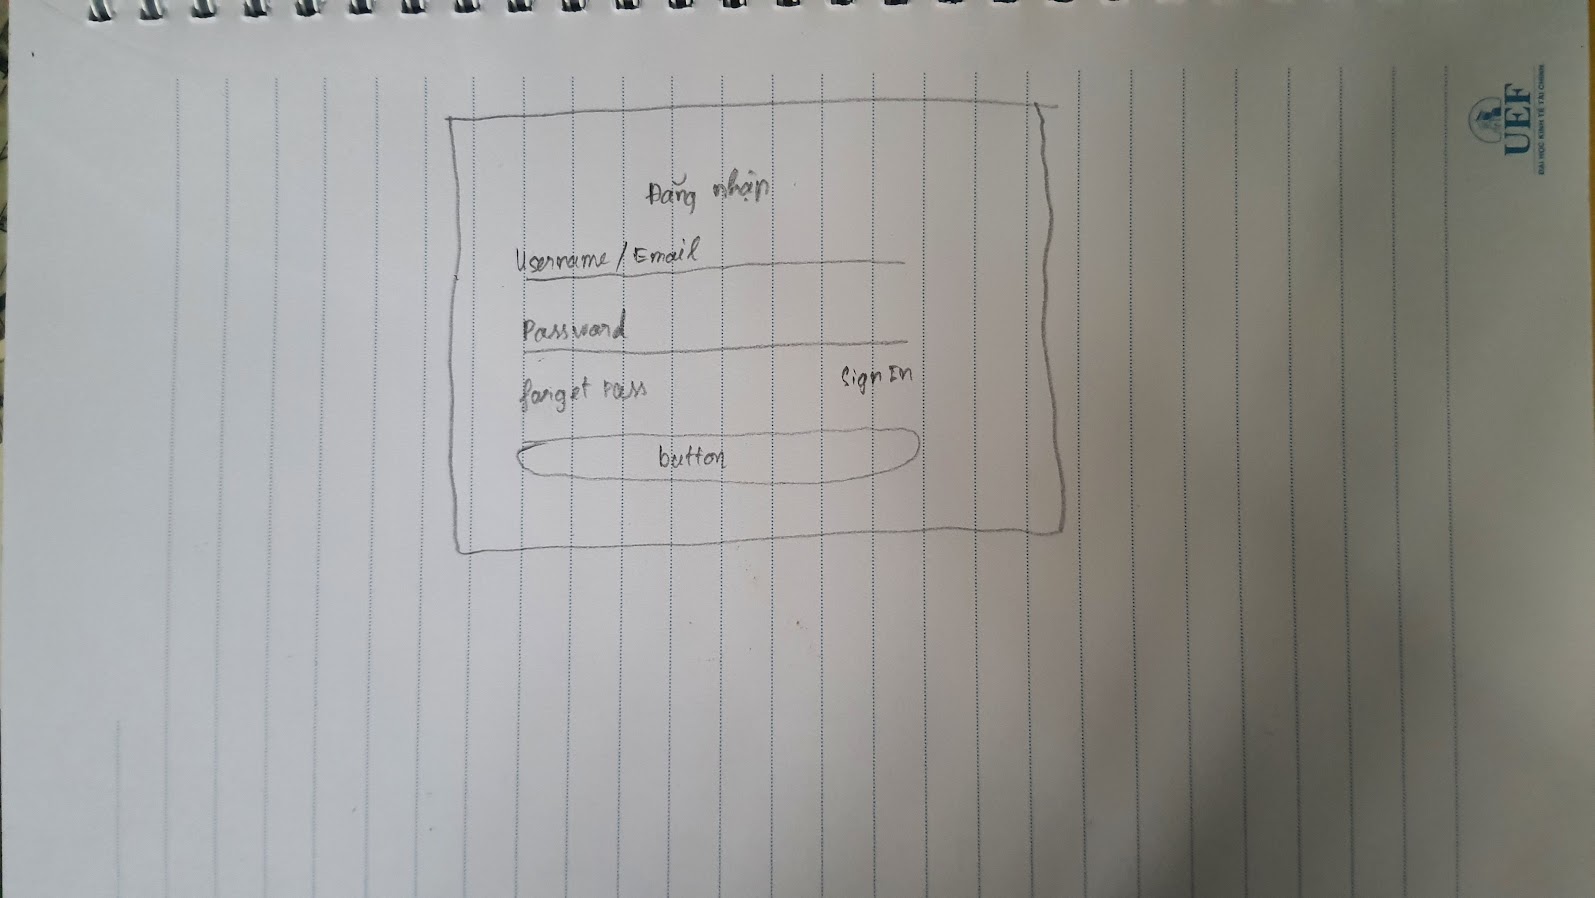 Đăng nhập
Username / Email
Password
forget Pass
Sign In
button
UEF
ĐẠI HỌC KINH TẾ TÀI CHÍNH